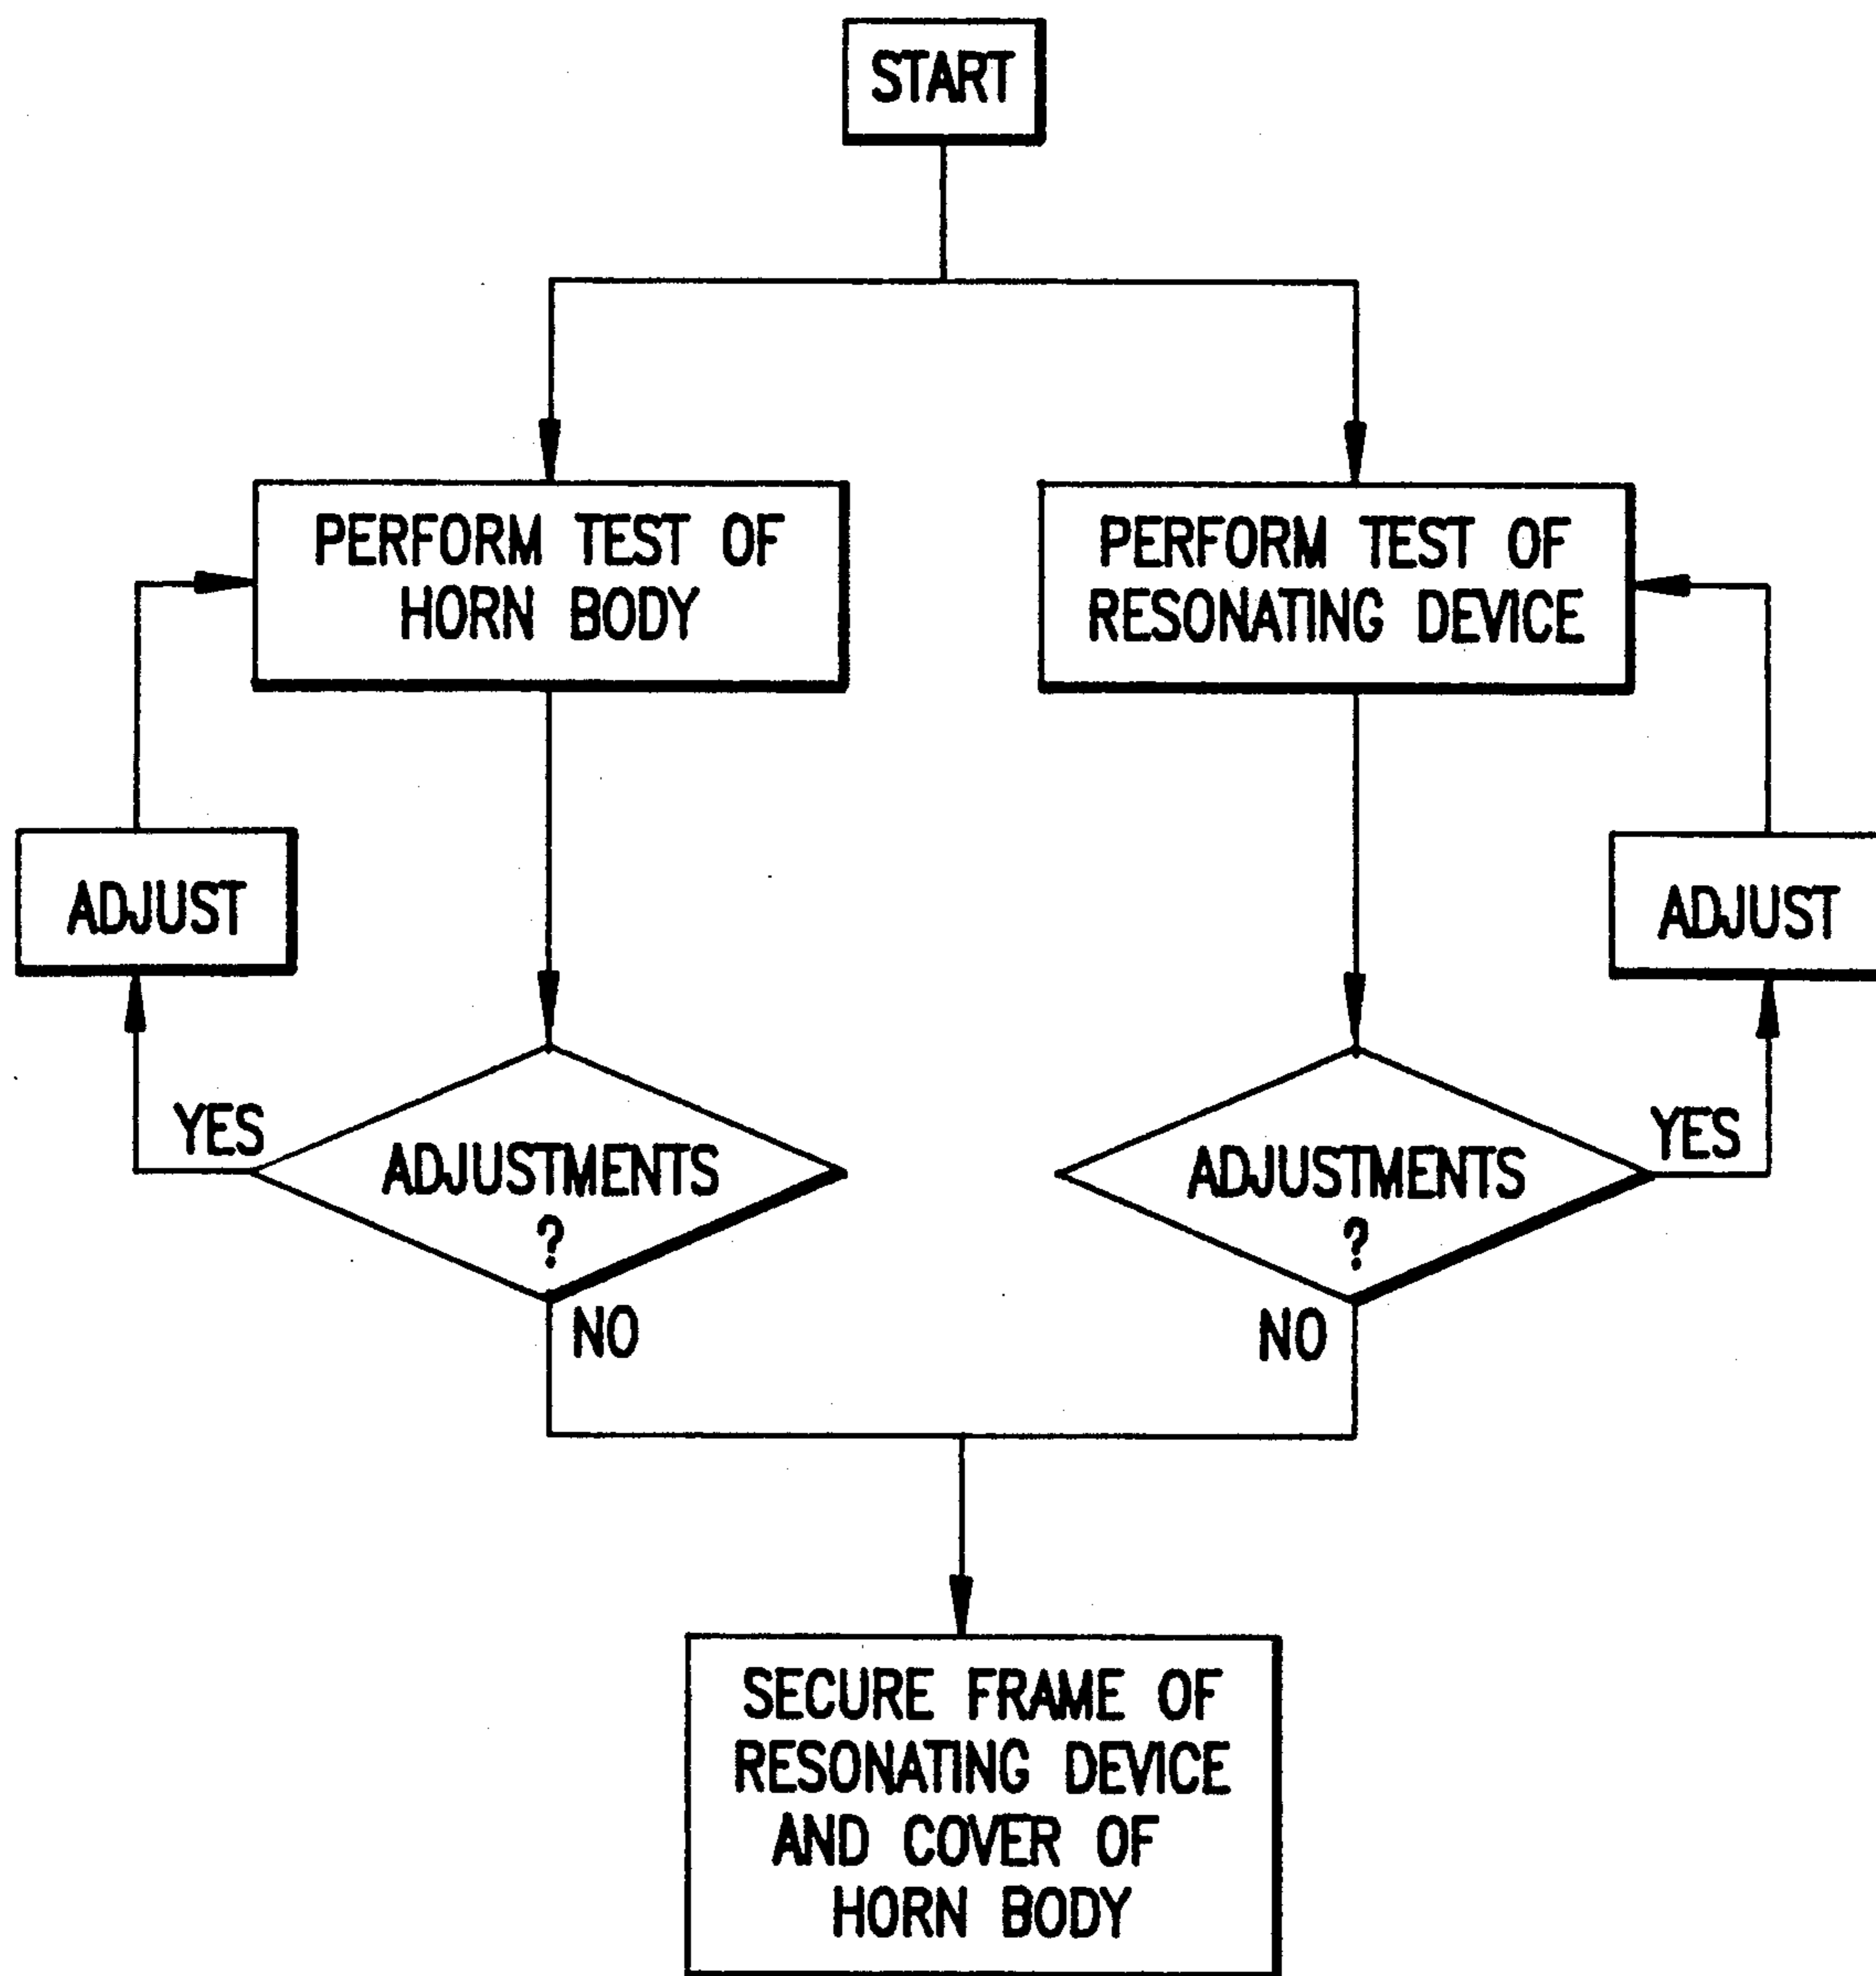 START
PERFORM TEST OF
HORN BODY
PERFORM TEST OF
RESONATING DEVICE
ADJUST
ADJUST
YES
ADJUSTMENTS
?
NO
YES
ADJUSTMENTS
?
NO
SECURE FRAME OF
RESONATING DEVICE
AND COVER OF
HORN BODY